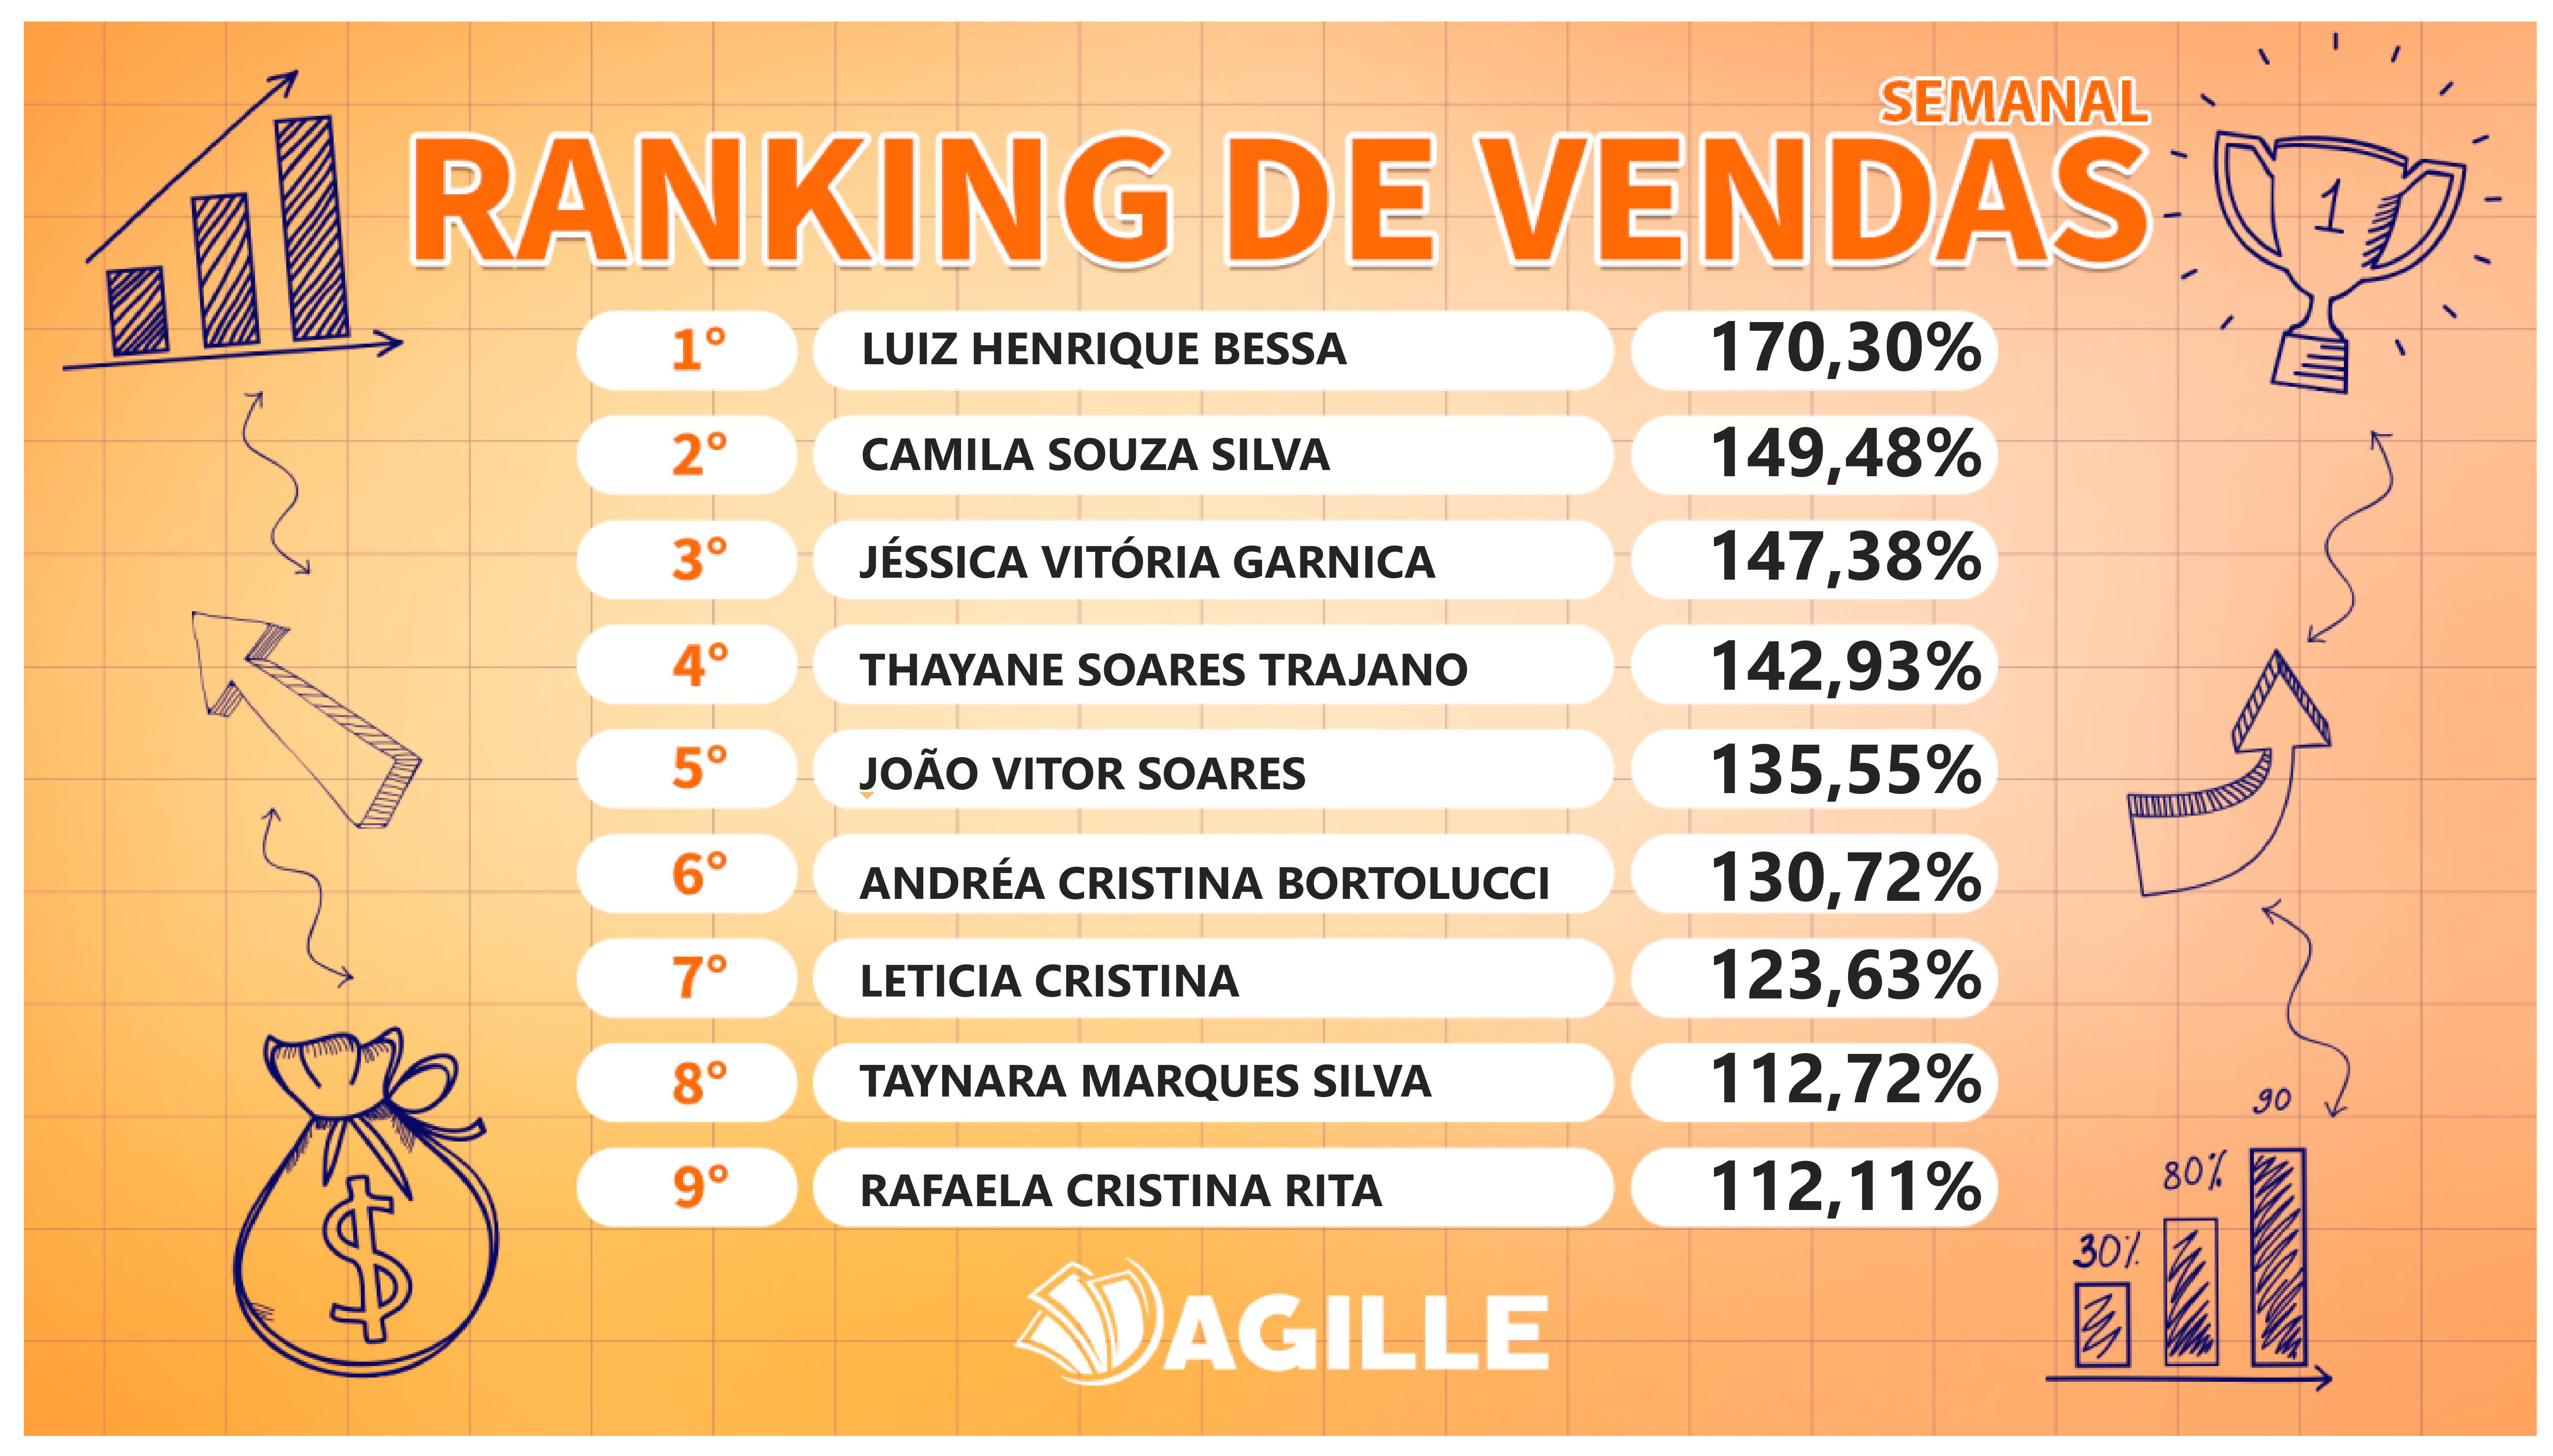 SEMANAL
RANKING DE VENDAS
1
1° LUIZ HENRIQUE BESSA 170,30%
2° CAMILA SOUZA SILVA 149,48%
3° JÉSSICA VITÓRIA GARNICA 147,38%
4° THAYANE SOARES TRAJANO 142,93%
5° JOÃO VITOR SOARES 135,55%
6° ANDRÉA CRISTINA BORTOLUCCI 130,72%
7° LETICIA CRISTINA 123,63%
8° TAYNARA MARQUES SILVA 112,72%
9° RAFAELA CRISTINA RITA 112,11%
$
90
80%
30%
AGILLE